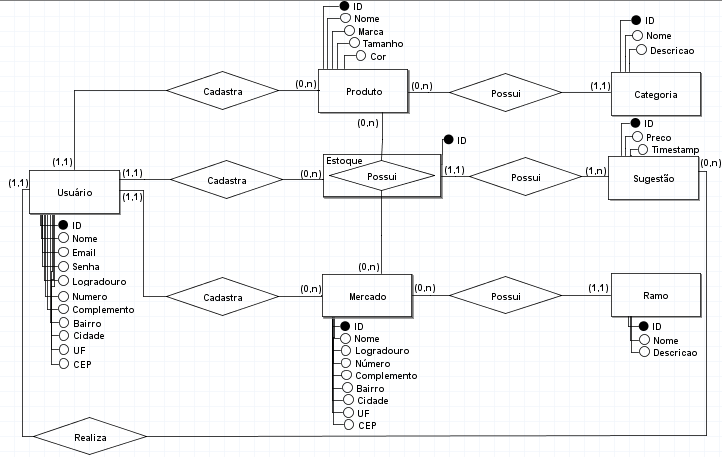 ID
Nome
Marca
Tamanho
Cor
ID
Nome
Descricao
Cadastra
(0,n)
Produto
(0,n)
Possui
(1,1)
Categoria
(0,n)
ID
Preco
Timestamp
(1,1)
(1,1)
Usuário
(1,1)
(1,1)
Cadastra
(0,n)
Estoque
Possui
ID
(1,1)
Possui
(1,n)
Sugestão
(0,n)
ID
Nome
Email
Senha
Logradouro
Numero
Complemento
Bairro
Cidade
UF
CEP
Cadastra
(0,n)
(0,n)
Mercado
(0,n)
Possui
(1,1)
Ramo
ID
Nome
Logradouro
Número
Complemento
Bairro
Cidade
UF
CEP
ID
Nome
Descricao
Realiza